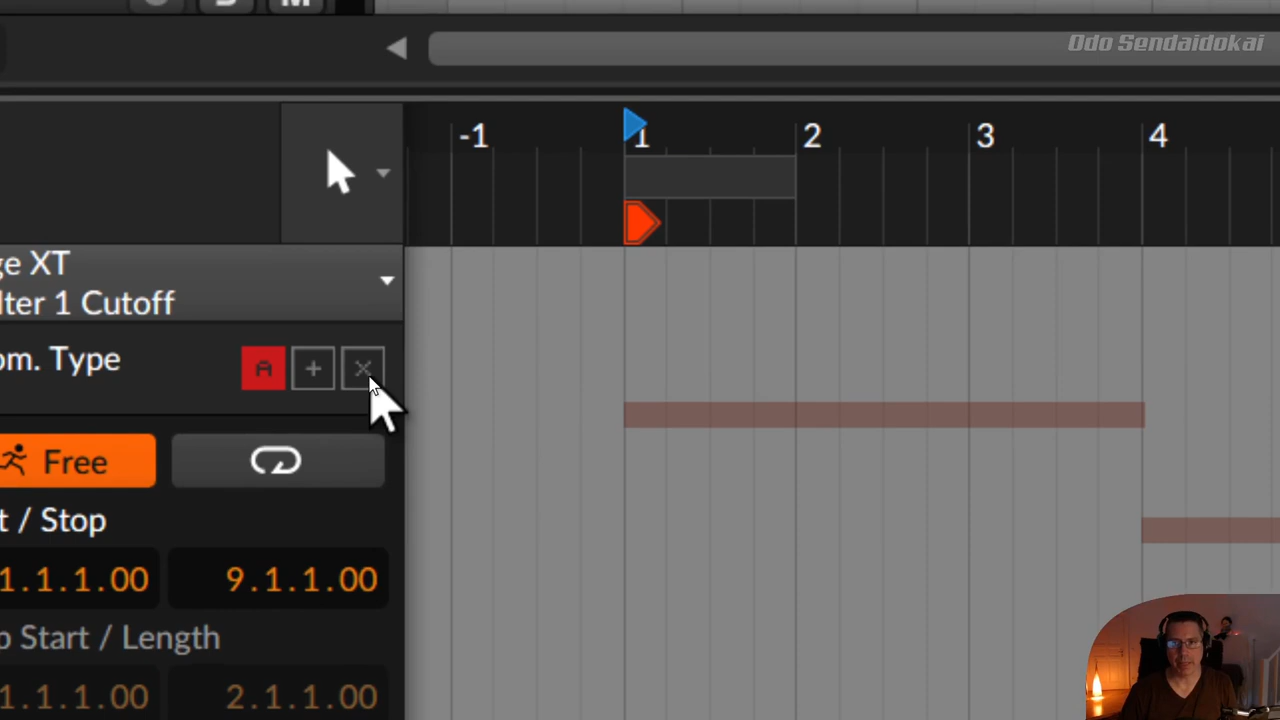 Odo Sendaidokai
-1 1 2 3 4
ge XT
lter 1 Cutoff
om. Type A + ×
Free
t / Stop
1.1.1.00 9.1.1.00
p Start / Length
1.1.1.00 2.1.1.00